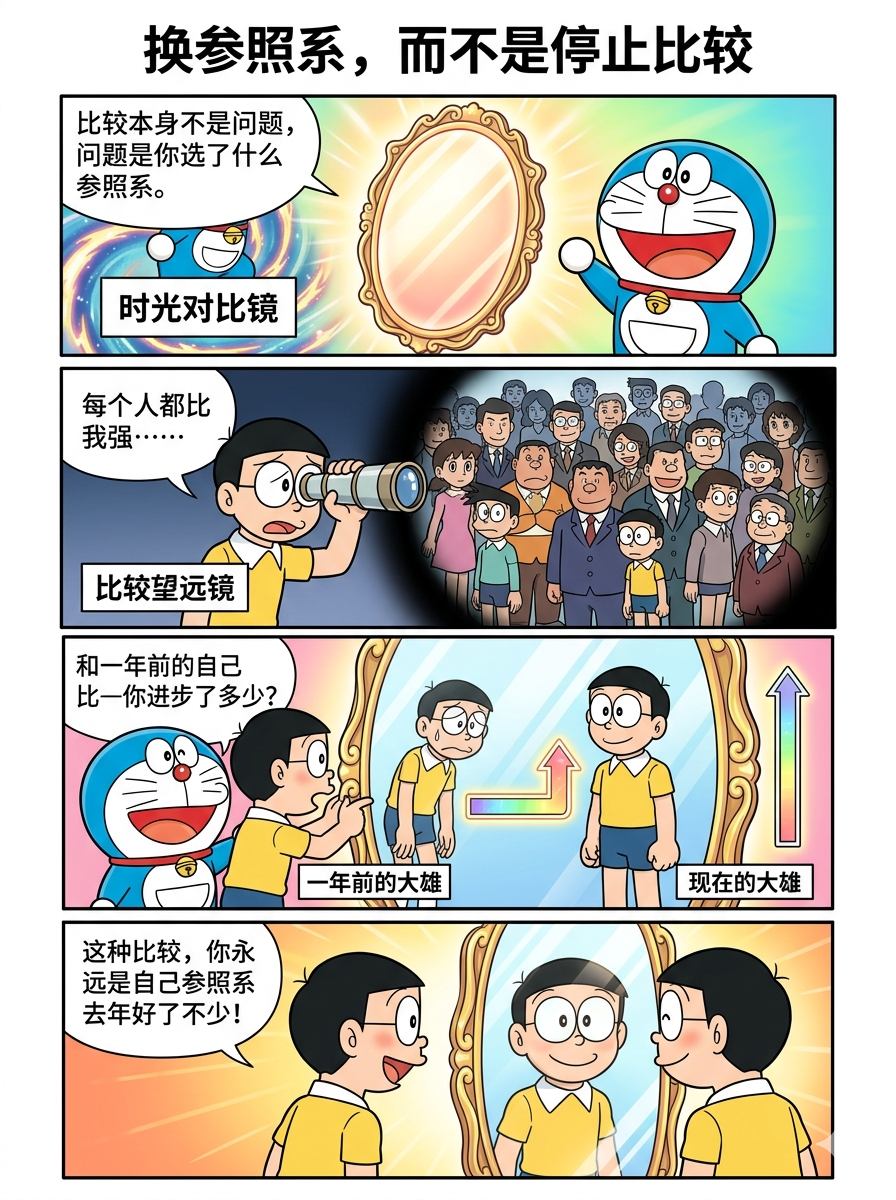 换参照系，而不是停止比较
比较本身不是问题，
问题是你选了什么
参照系。
时光对比镜
每个人都比
我强……
比较望远镜
和一年前的自己
比—你进步了多少？
一年前的大雄
现在的大雄
这种比较，你永
远是自己参照系
去年好了不少！